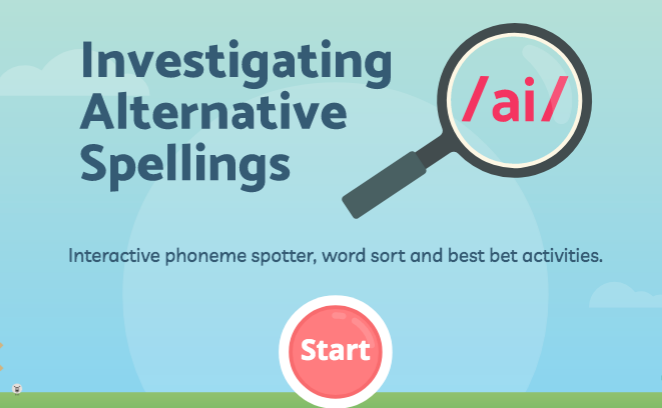 Investigating
Alternative
Spellings
/ai/
Interactive phoneme spotter, word sort and best bet activities.
Start